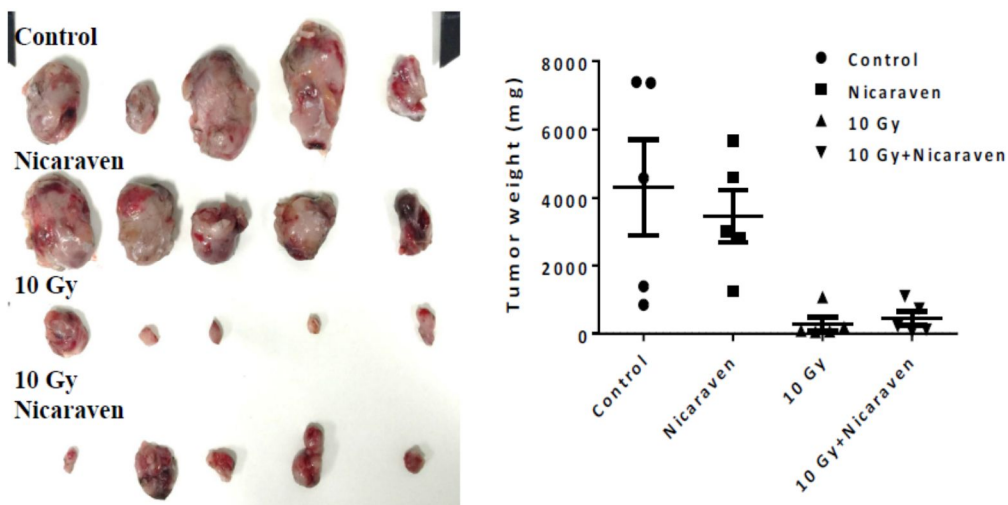 Control
Nicaraven
10 Gy
10 Gy
Nicaraven
Tumor weight (mg)
8000
6000
4000
2000
0
Control
Nicaraven
10 Gy
10 Gy+Nicaraven
Control
Nicaraven
10 Gy
10 Gy+Nicaraven